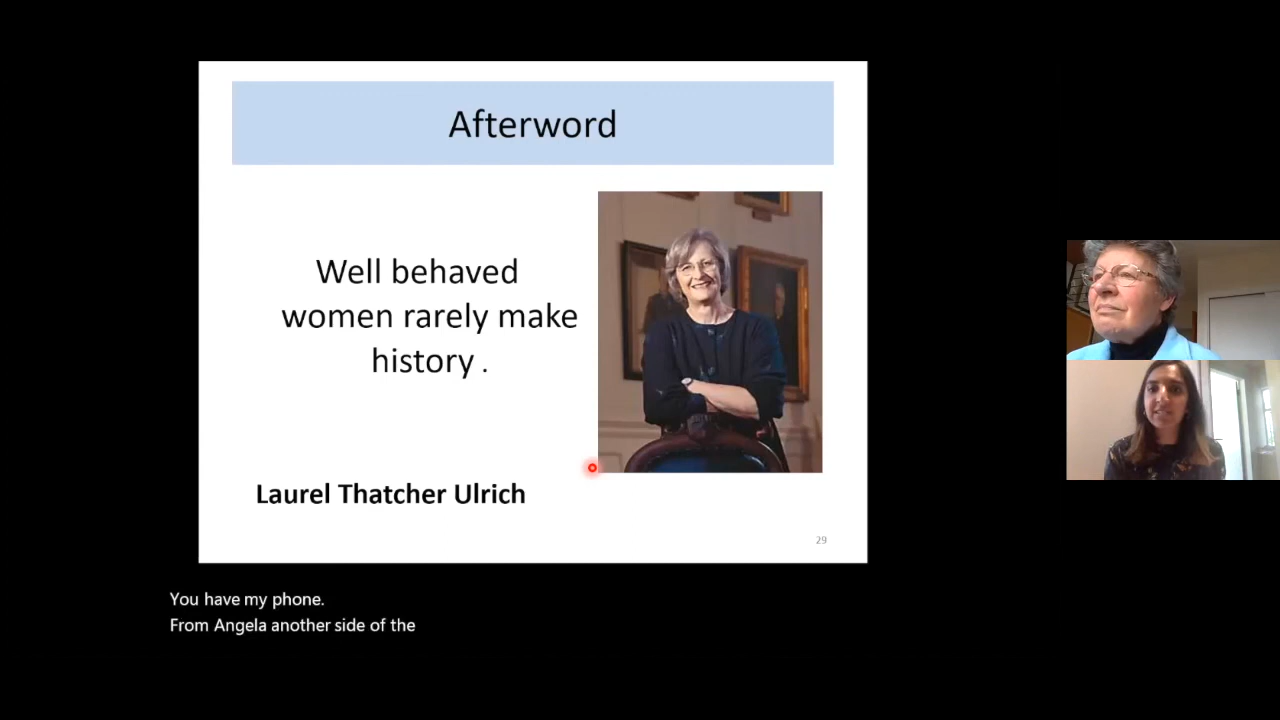 Afterword
Well behaved
women rarely make
history .
Laurel Thatcher Ulrich
29
You have my phone.
From Angela another side of the